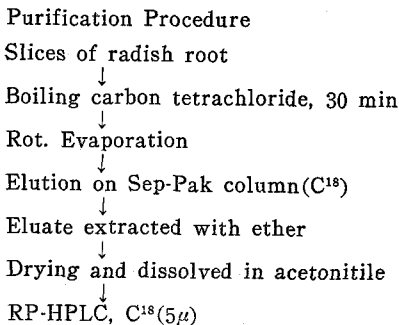 Purification Procedure
Slices of radish root
↓
Boiling carbon tetrachloride, 30 min
↓
Rot. Evaporation
↓
Elution on Sep-Pak column(C¹⁸)
↓
Eluate extracted with ether
↓
Drying and dissolved in acetonitile
↓
RP-HPLC, C¹⁸(5μ)